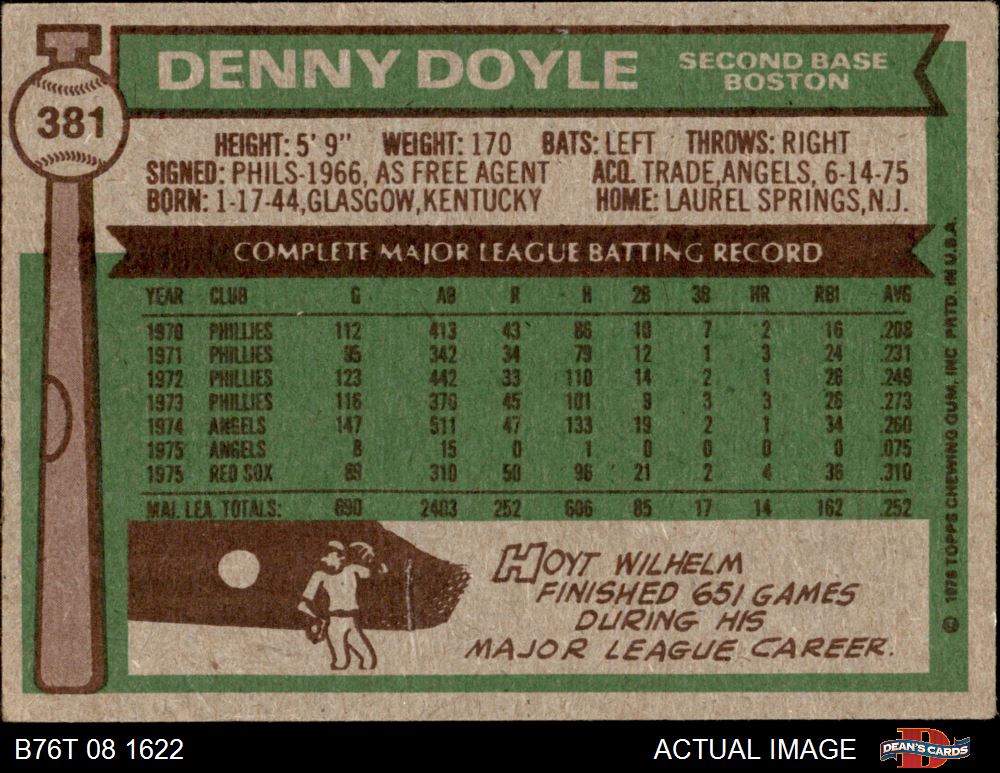 DENNY DOYLE
SECOND BASE
BOSTON
381
HEIGHT: 5' 9" WEIGHT: 170 BATS: LEFT THROWS: RIGHT
SIGNED: PHILS-1966, AS FREE AGENT ACQ. TRADE, ANGELS, 6-14-75
BORN: 1-17-44, GLASGOW, KENTUCKY HOME: LAUREL SPRINGS, N.J.
COMPLETE MAJOR LEAGUE BATTING RECORD
YEAR CLUB G AB R H 2B 3B HR RBI AVG
1970 PHILLIES 112 413 43 86 10 7 2 16 .208
1971 PHILLIES 95 342 34 79 12 1 3 24 .231
1972 PHILLIES 123 442 33 110 14 2 1 26 .249
1973 PHILLIES 116 370 45 101 9 3 3 26 .273
1974 ANGELS 147 511 47 133 19 2 1 34 .260
1975 ANGELS 8 15 0 1 0 0 0 0 .075
1975 RED SOX 89 310 50 96 21 2 4 36 .310
MAJ. LEA. TOTALS: 690 2403 252 606 85 17 14 162 .252
HOYT WILHELM
FINISHED 651 GAMES
DURING HIS
MAJOR LEAGUE CAREER.
© 1976 TOPPS CHEWING GUM, INC PRTD. IN U.S.A.
B76T 08 1622
ACTUAL IMAGE
DEAN'S CARDS